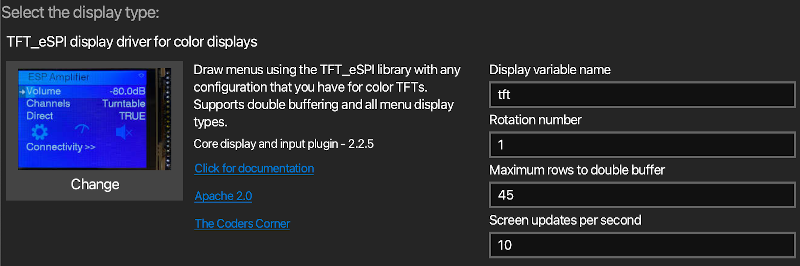 Select the display type:
TFT_eSPI display driver for color displays
ESP Amplifier
Volume -80.0dB
Channels Turntable
Direct TRUE
Connectivity >>
Change
Draw menus using the TFT_eSPI library with any
configuration that you have for color TFTs.
Supports double buffering and all menu display
types.
Core display and input plugin - 2.2.5
Click for documentation
Apache 2.0
The Coders Corner
Display variable name
tft
Rotation number
1
Maximum rows to double buffer
45
Screen updates per second
10